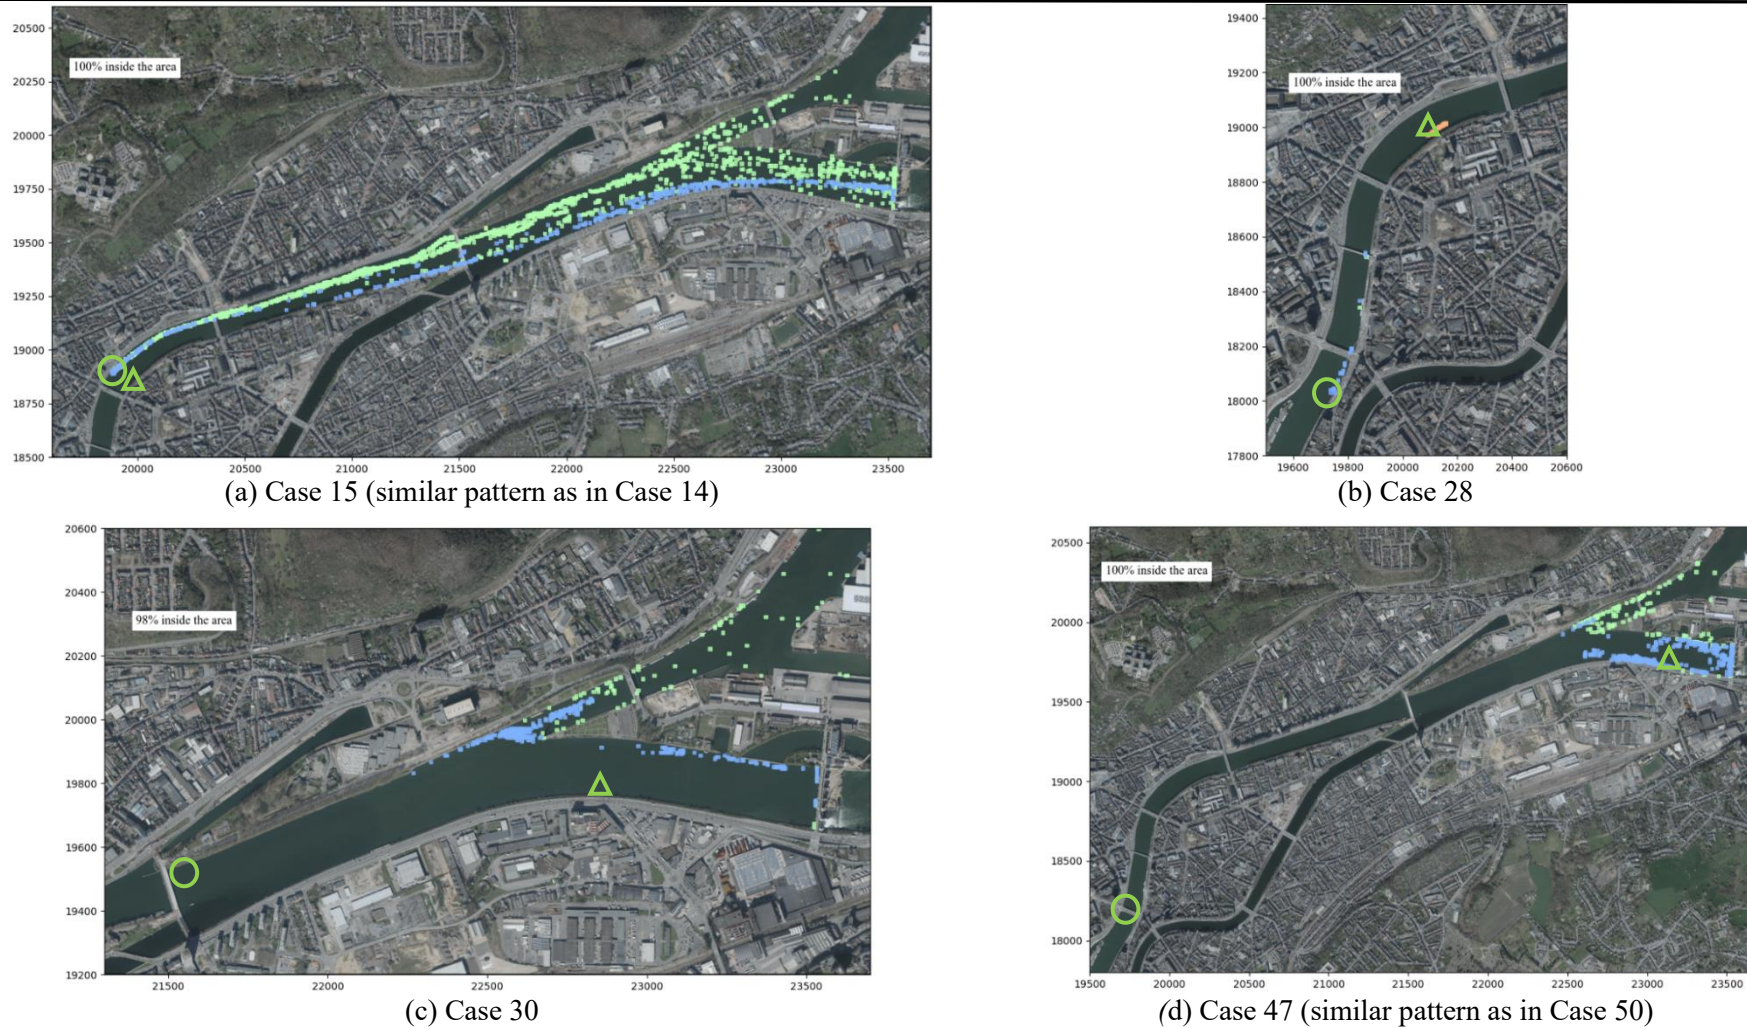 20500
20250
20000
19750
19500
19250
19000
18750
18500
100% inside the area
20000 20500 21000 21500 22000 22500 23000 23500
(a) Case 15 (similar pattern as in Case 14)
19400
19200
19000
18800
18600
18400
18200
18000
17800
100% inside the area
19600 19800 20000 20200 20400 20600
(b) Case 28
20600
20400
20200
20000
19800
19600
19400
19200
98% inside the area
21500 22000 22500 23000 23500
(c) Case 30
20500
20000
19500
19000
18500
18000
100% inside the area
19500 20000 20500 21000 21500 22000 22500 23000 23500
(d) Case 47 (similar pattern as in Case 50)